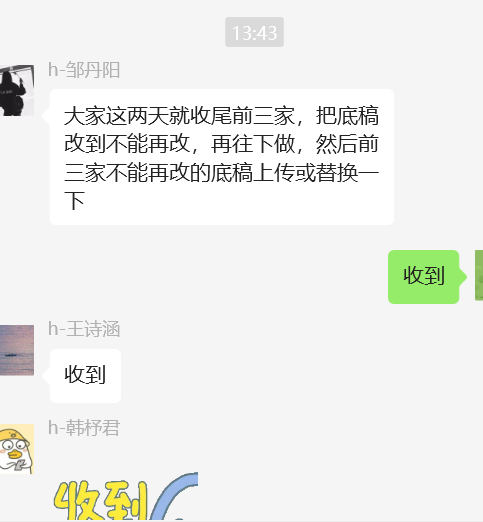 13:43
h-邹丹阳
大家这两天就收尾前三家，把底稿
改到不能再改，再往下做，然后前
三家不能再改的底稿上传或替换一
下
收到
h-王诗涵
收到
h-韩杼君
收到